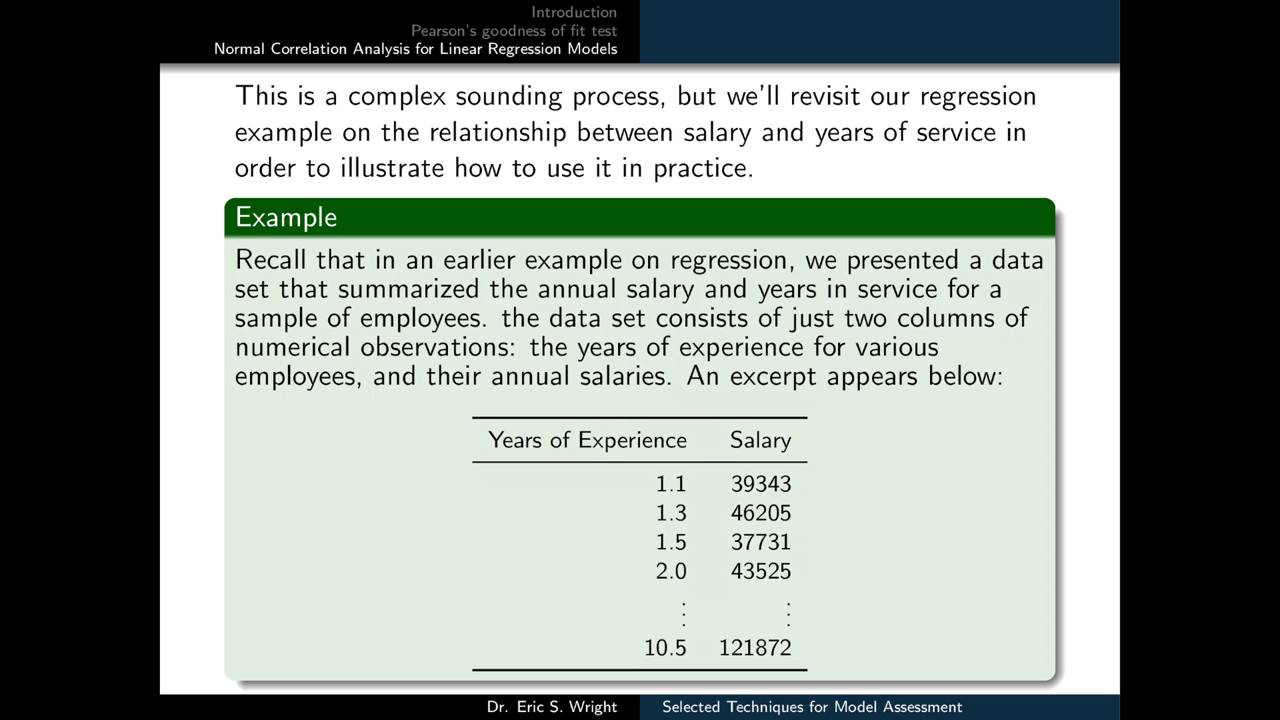 Introduction
Pearson's goodness of fit test
Normal Correlation Analysis for Linear Regression Models
This is a complex sounding process, but we'll revisit our regression
example on the relationship between salary and years of service in
order to illustrate how to use it in practice.
Example
Recall that in an earlier example on regression, we presented a data
set that summarized the annual salary and years in service for a
sample of employees. the data set consists of just two columns of
numerical observations: the years of experience for various
employees, and their annual salaries. An excerpt appears below:
Years of Experience Salary
1.1 39343
1.3 46205
1.5 37731
2.0 43525
⋮ ⋮
10.5 121872
Dr. Eric S. Wright Selected Techniques for Model Assessment